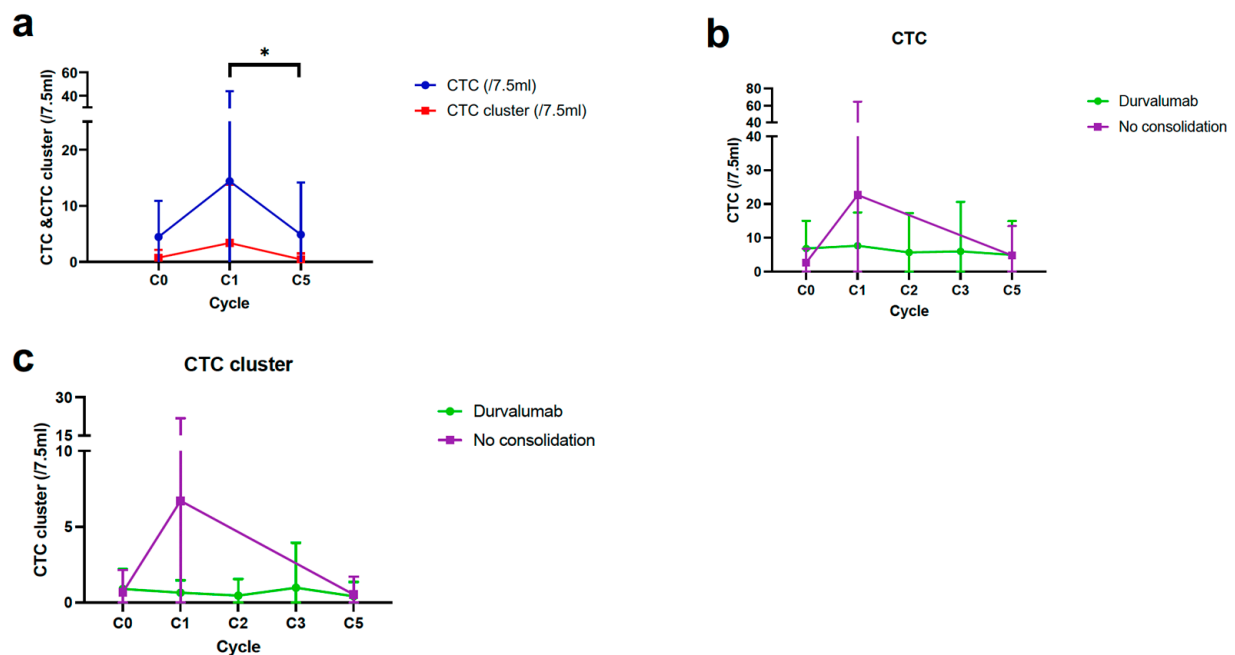 a
*
60
40
20
10
0
CTC &CTC cluster (/7.5ml)
C0 C1 C5
Cycle
CTC (/7.5ml)
CTC cluster (/7.5ml)
b
CTC
80
60
40
40
30
20
10
0
CTC (/7.5ml)
C0 C1 C2 C3 C5
Cycle
Durvalumab
No consolidation
c
CTC cluster
30
15
10
5
0
CTC cluster (/7.5ml)
C0 C1 C2 C3 C5
Cycle
Durvalumab
No consolidation